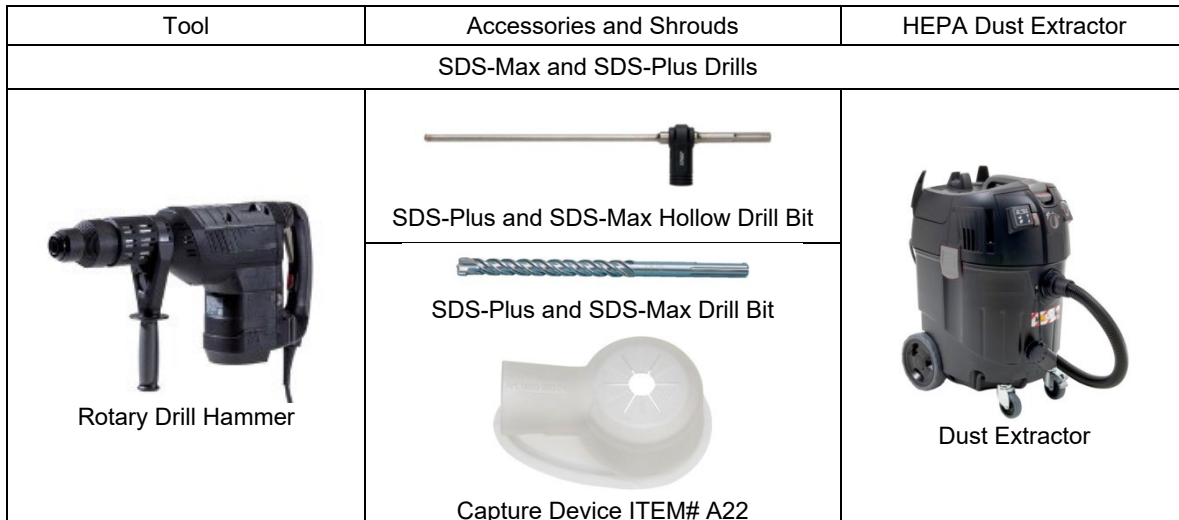 Tool
Accessories and Shrouds
HEPA Dust Extractor
SDS-Max and SDS-Plus Drills
SDS-Plus and SDS-Max Hollow Drill Bit
SDS-Plus and SDS-Max Drill Bit
Rotary Drill Hammer
Capture Device ITEM# A22
Dust Extractor